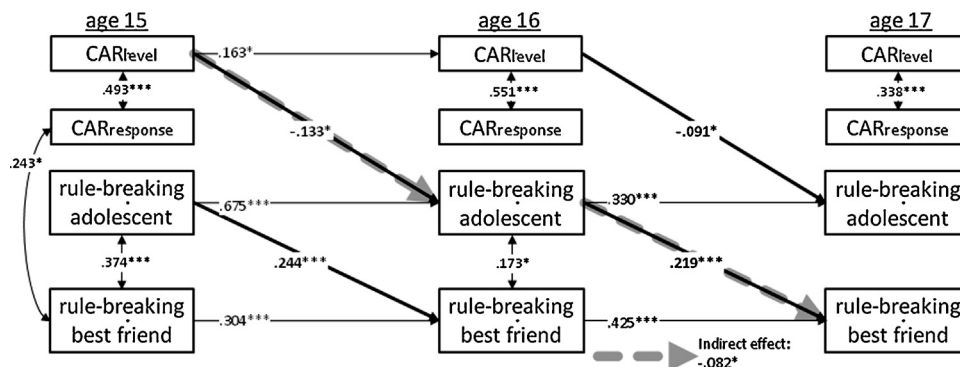 age 15 age 16 age 17
CARlevel .163* CARlevel CARlevel
.493*** .551*** .338***
CARresponse CARresponse CARresponse
-.133* -.091*
.243*
rule-breaking rule-breaking rule-breaking
adolescent .675*** adolescent .330*** adolescent
.374*** .244*** .173* .219***
rule-breaking rule-breaking rule-breaking
best friend .304*** best friend .425*** best friend
Indirect effect:
-.082*